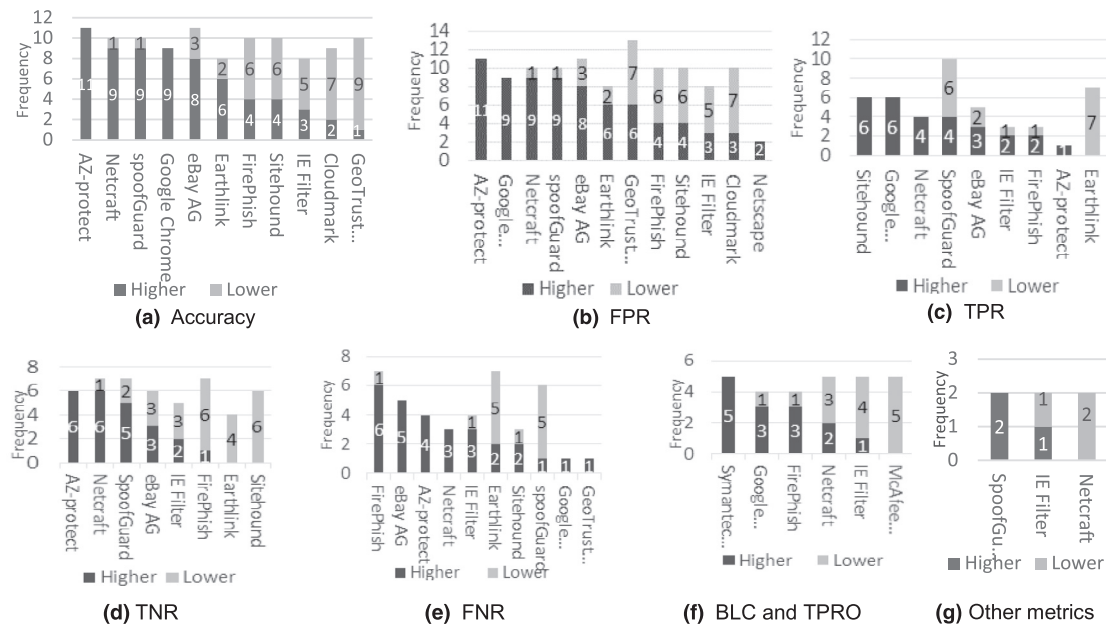 12
10
8
6
4
2
0
Frequency
11
9
1
9
1
9
8
3
6
2
4
6
4
6
3
5
2
7
1
9
AZ-protect
Netcraft
spoofGuard
Google Chrome
eBay AG
Earthlink
FirePhish
Sitehound
IE Filter
Cloudmark
GeoTrust...
Higher Lower
(a) Accuracy
14
12
10
8
6
4
2
0
Frequency
11
9
9
1
9
1
8
3
6
2
6
7
4
6
4
6
3
5
3
7
2
AZ-protect
Google...
Netcraft
spoofGuard
eBay AG
Earthlink
GeoTrust...
FirePhish
Sitehound
IE Filter
Cloudmark
Netscape
Higher Lower
(b) FPR
12
10
8
6
4
2
0
Frequency
6
6
4
4
6
3
2
2
1
2
1
1
7
Sitehound
Google...
Netcraft
SpoofGuard
eBay AG
IE Filter
FirePhish
AZ-protect
Earthlink
Higher Lower
(c) TPR
8
6
4
2
0
Frequency
6
6
1
5
2
3
3
2
3
1
6
4
6
AZ-protect
Netcraft
SpoofGuard
eBay AG
IE Filter
FirePhish
Earthlink
Sitehound
Higher Lower
(d) TNR
8
6
4
2
0
Frequency
6
1
5
4
3
3
1
2
5
2
1
1
5
1
1
FirePhish
eBay AG
AZ-protect
Netcraft
IE Filter
Earthlink
Sitehound
spoofGuard
Google...
GeoTrust...
Higher Lower
(e) FNR
6
4
2
0
Frequency
5
3
1
3
1
2
3
1
4
5
Symantec...
Google...
FirePhish
Netcraft
IE Filter
McAfee...
Higher Lower
(f) BLC and TPRO
3
2
1
0
Frequency
2
1
1
2
SpoofGu...
IE Filter
Netcraft
Higher Lower
(g) Other metrics